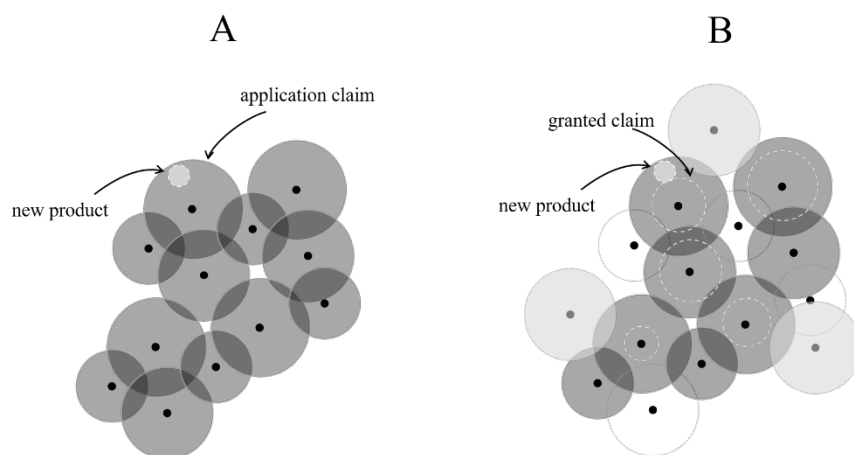 A
application claim
new product
B
granted claim
new product